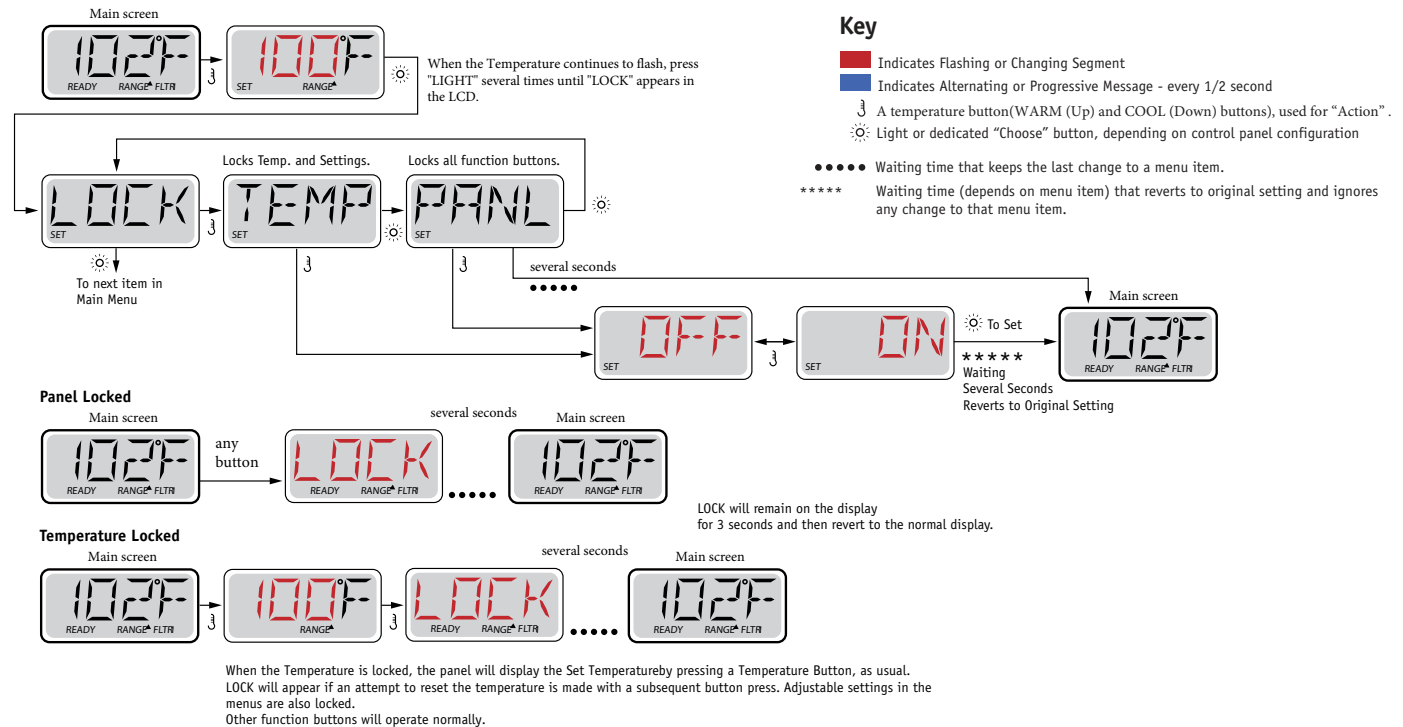 Main screen
102°F
READY RANGE FLTR
100°F
SET RANGE
When the Temperature continues to flash, press
"LIGHT" several times until "LOCK" appears in
the LCD.
Key
Indicates Flashing or Changing Segment
Indicates Alternating or Progressive Message - every 1/2 second
A temperature button(WARM (Up) and COOL (Down) buttons), used for “Action” .
Light or dedicated “Choose” button, depending on control panel configuration
••••• Waiting time that keeps the last change to a menu item.
***** Waiting time (depends on menu item) that reverts to original setting and ignores
any change to that menu item.
Locks Temp. and Settings.
Locks all function buttons.
LOCK
SET
TEMP
SET
PANL
SET
To next item in
Main Menu
several seconds
•••••
OFF
SET
ON
SET
To Set
*****
Waiting
Several Seconds
Reverts to Original Setting
Main screen
102°F
READY RANGE FLTR
Panel Locked
Main screen
102°F
READY RANGE FLTR
any
button
LOCK
READY RANGE FLTR
several seconds
•••••
Main screen
102°F
READY RANGE FLTR
LOCK will remain on the display
for 3 seconds and then revert to the normal display.
Temperature Locked
Main screen
102°F
READY RANGE FLTR
100°F
RANGE
LOCK
READY RANGE FLTR
several seconds
•••••
Main screen
102°F
READY RANGE FLTR
When the Temperature is locked, the panel will display the Set Temperatureby pressing a Temperature Button, as usual.
LOCK will appear if an attempt to reset the temperature is made with a subsequent button press. Adjustable settings in the
menus are also locked.
Other function buttons will operate normally.